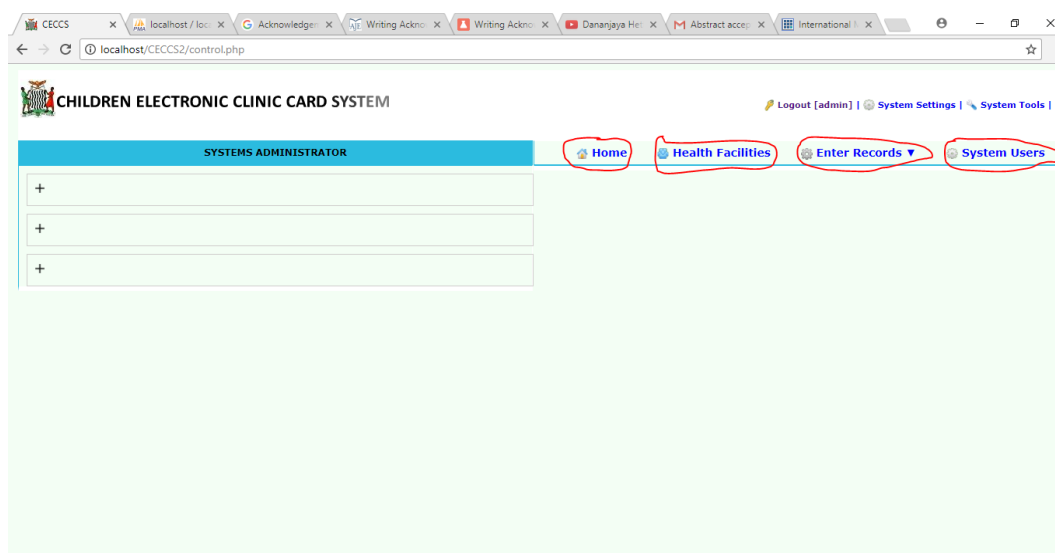 CECCS
localhost / loc
Acknowledgem
Writing Ackno
Writing Ackno
Dananjaya Het
Abstract accep
International
localhost/CECCS2/control.php
CHILDREN ELECTRONIC CLINIC CARD SYSTEM
Logout [admin] | System Settings | System Tools |
SYSTEMS ADMINISTRATOR
Home
Health Facilities
Enter Records ▼
System Users
+
+
+